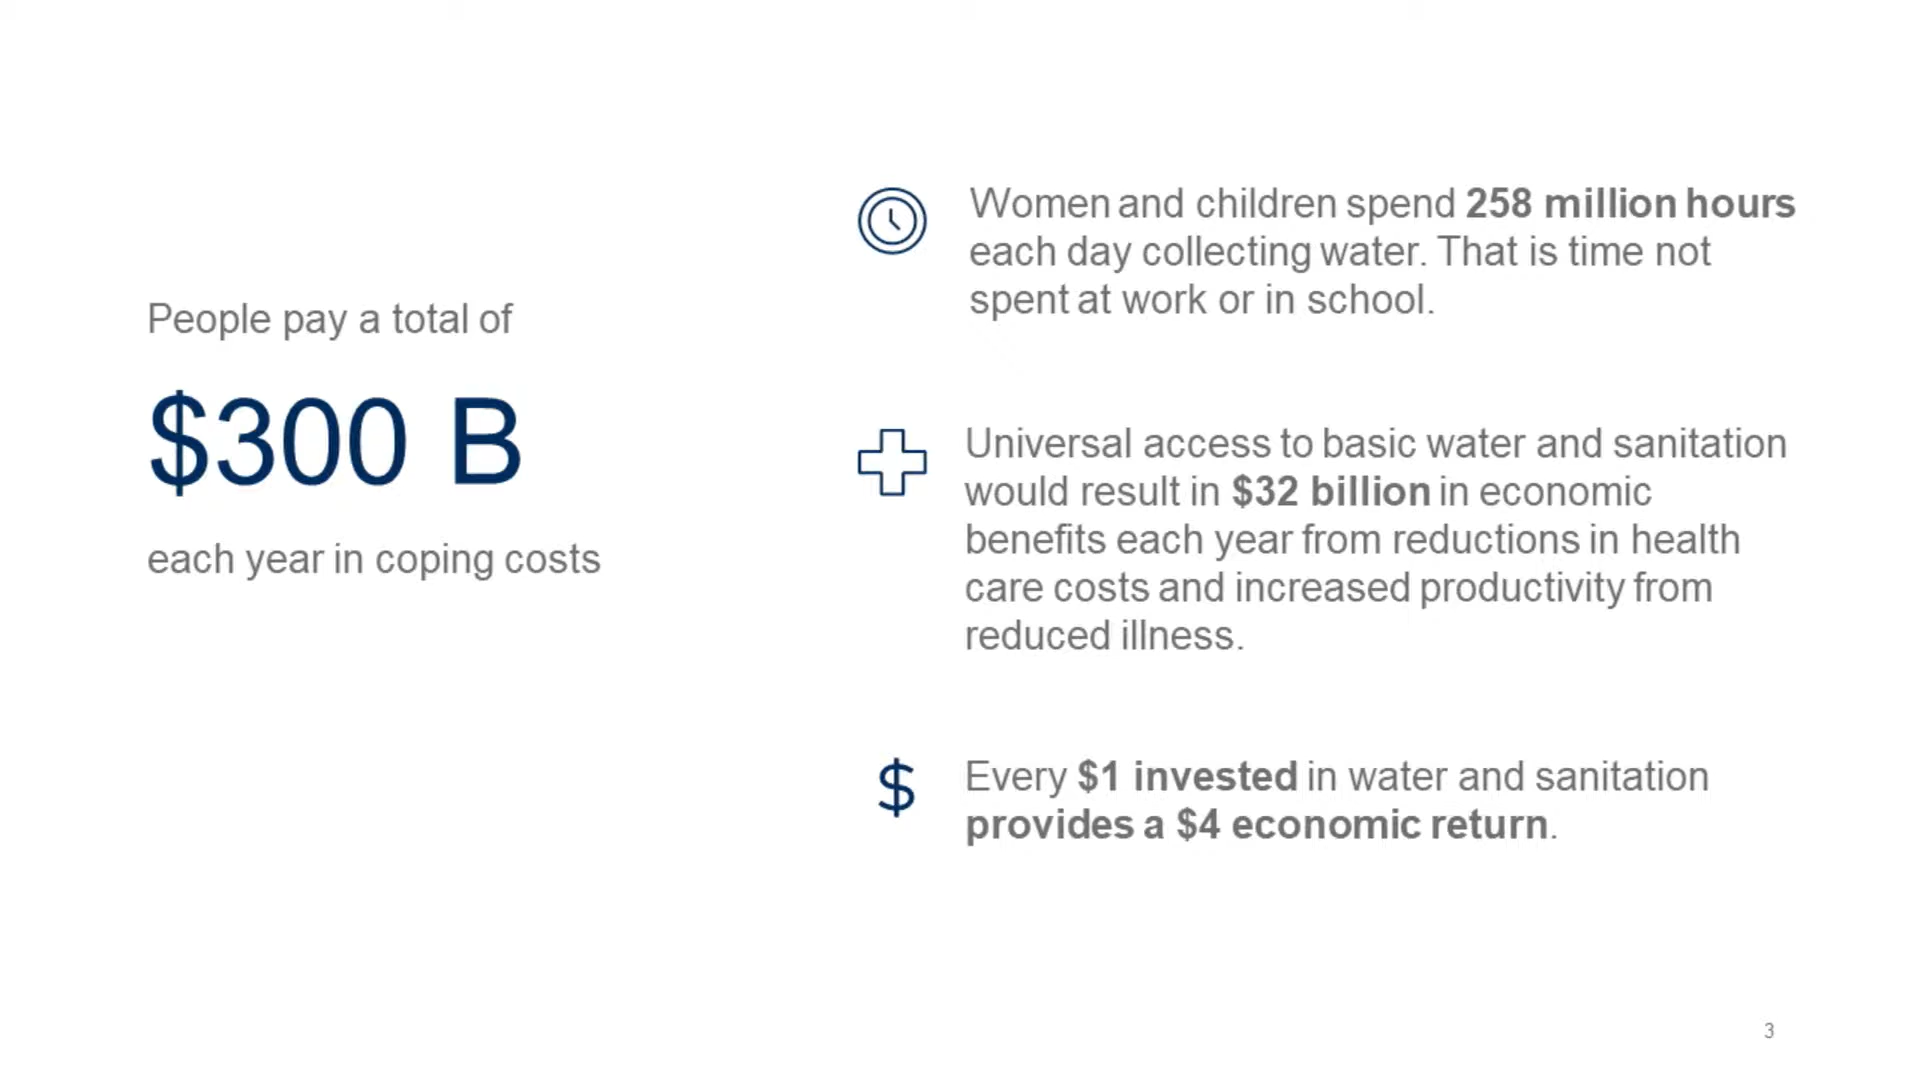 People pay a total of
$300 B
each year in coping costs
Women and children spend 258 million hours
each day collecting water. That is time not
spent at work or in school.
Universal access to basic water and sanitation
would result in $32 billion in economic
benefits each year from reductions in health
care costs and increased productivity from
reduced illness.
$
Every $1 invested in water and sanitation
provides a $4 economic return.
3